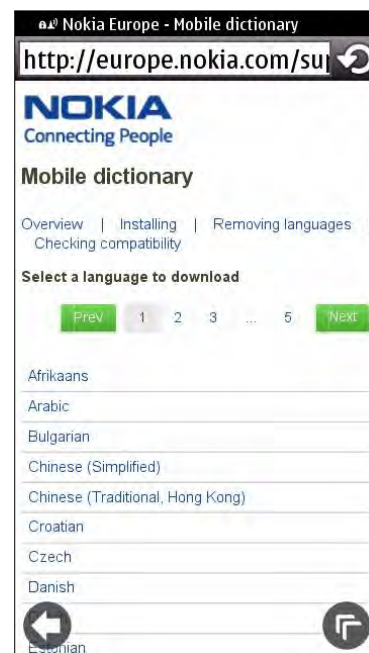 Nokia Europe - Mobile dictionary
http://europe.nokia.com/su
NOKIA
Connecting People
Mobile dictionary
Overview | Installing | Removing languages
Checking compatibility
Select a language to download
Prev 1 2 3 ... 5 Next
Afrikaans
Arabic
Bulgarian
Chinese (Simplified)
Chinese (Traditional, Hong Kong)
Croatian
Czech
Danish
Estonian